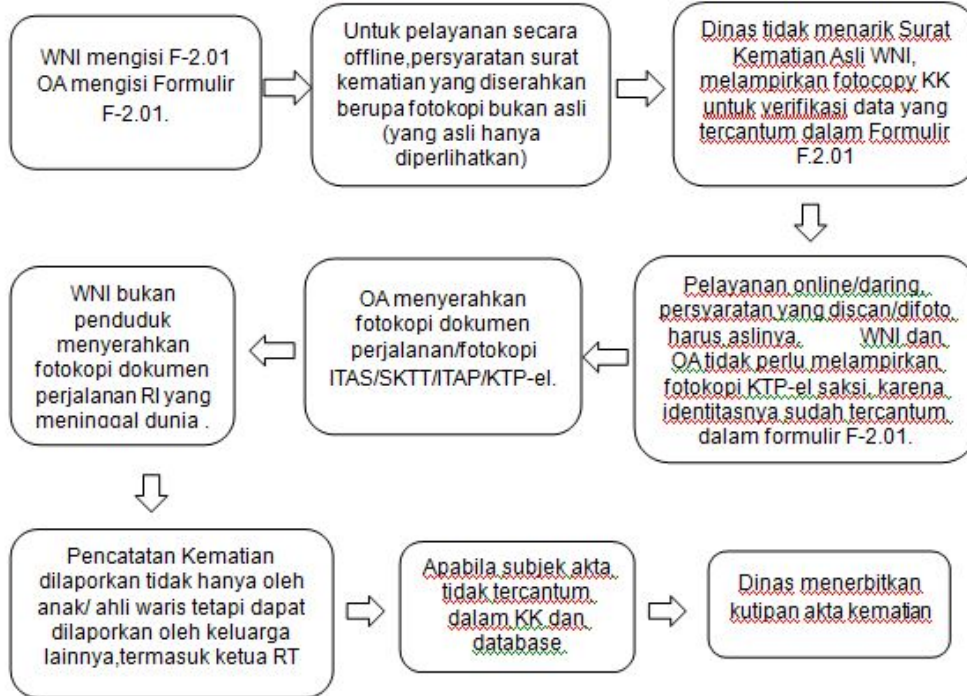 WNI mengisi F-2.01
OA mengisi Formulir
F-2.01.
Untuk pelayanan secara
offline,persyaratan surat
kematian yang diserahkan
berupa fotokopi bukan asli
(yang asli hanya
diperlihatkan)
Dinas tidak menarik Surat
Kematian Asli WNI,
melampirkan fotocopy KK
untuk verifikasi data yang
tercantum dalam Formulir
F.2.01
Pelayanan online/daring,
persyaratan yang discan/difoto
harus aslinya. WNI dan
OA tidak perlu melampirkan
fotokopi KTP-el saksi, karena
identitasnya sudah tercantum
dalam formulir F-2.01.
OA menyerahkan
fotokopi dokumen
perjalanan/fotokopi
ITAS/SKTT/ITAP/KTP-el.
WNI bukan
penduduk
menyerahkan
fotokopi dokumen
perjalanan RI yang
meninggal dunia .
Pencatatan Kematian
dilaporkan tidak hanya oleh
anak/ ahli waris tetapi dapat
dilaporkan oleh keluarga
lainnya,termasuk ketua RT
Apabila subjek akta
tidak tercantum
dalam KK dan
database
Dinas menerbitkan
kutipan akta kematian